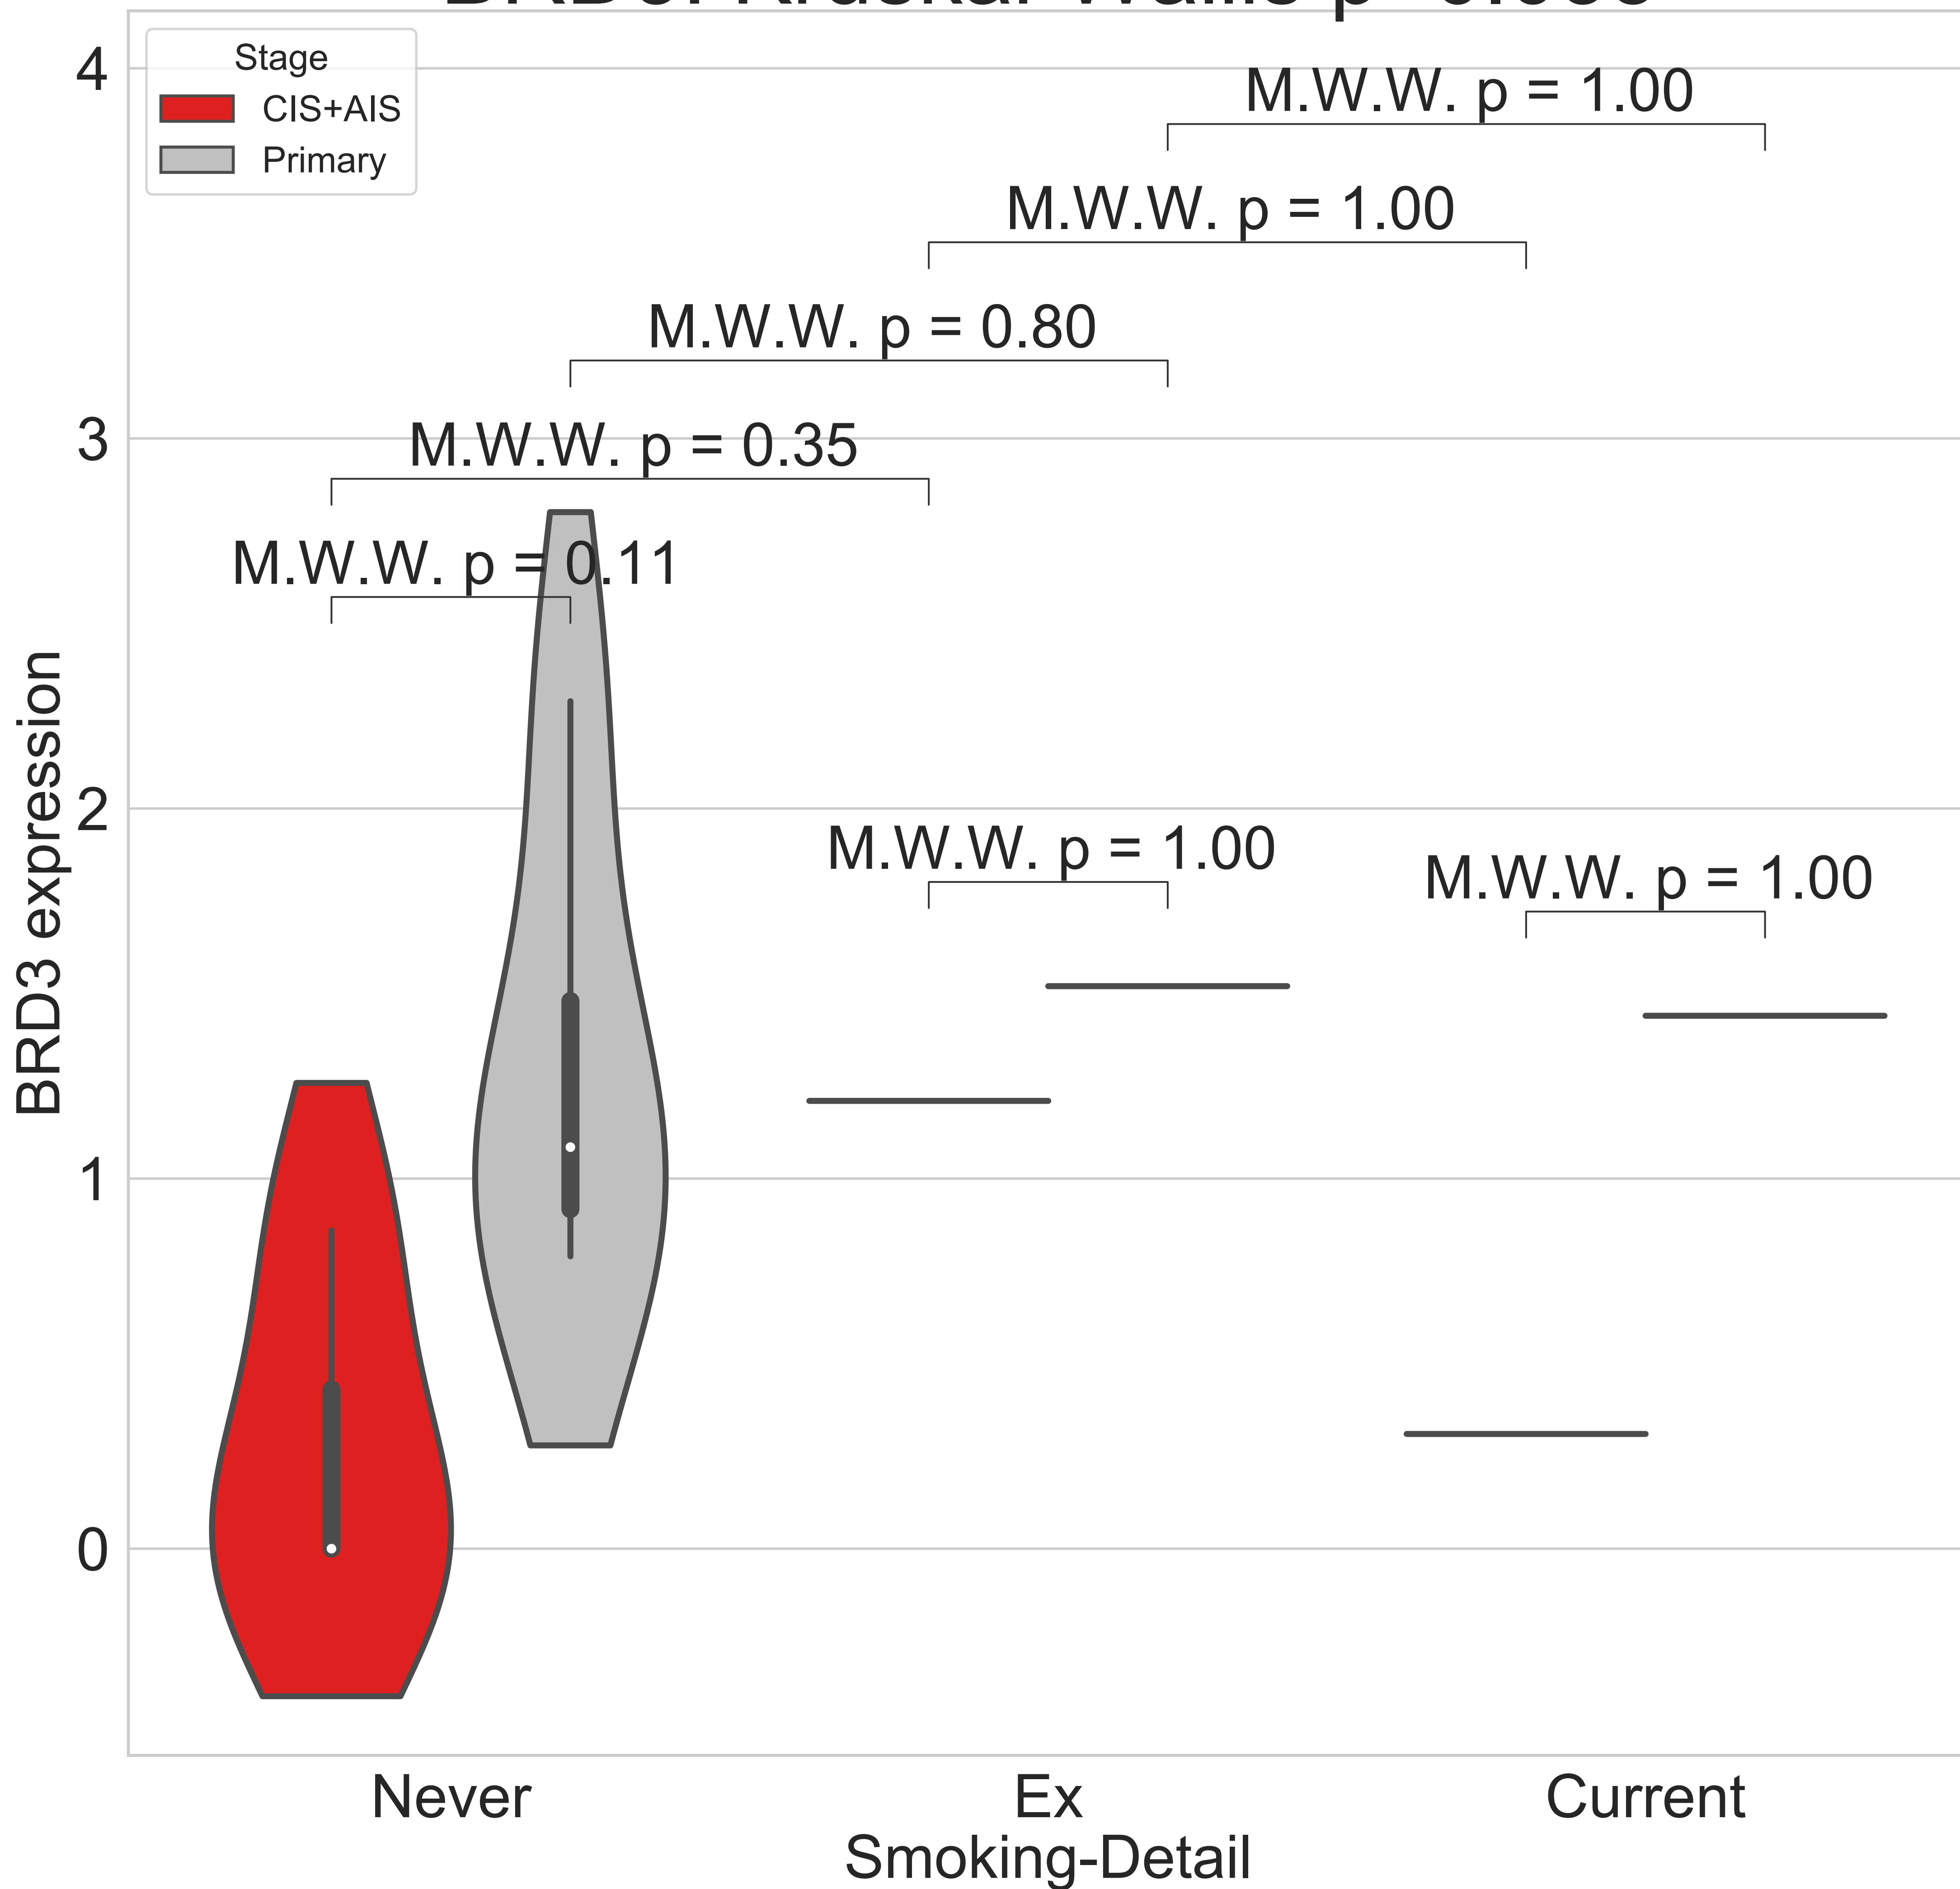 4
3
2
1
0
BRD3 expression
Stage
CIS+AIS
Primary
M.W.W. p = 1.00
M.W.W. p = 1.00
M.W.W. p = 0.80
M.W.W. p = 0.35
M.W.W. p = 0.11
M.W.W. p = 1.00
M.W.W. p = 1.00
Never
Ex
Current
Smoking-Detail